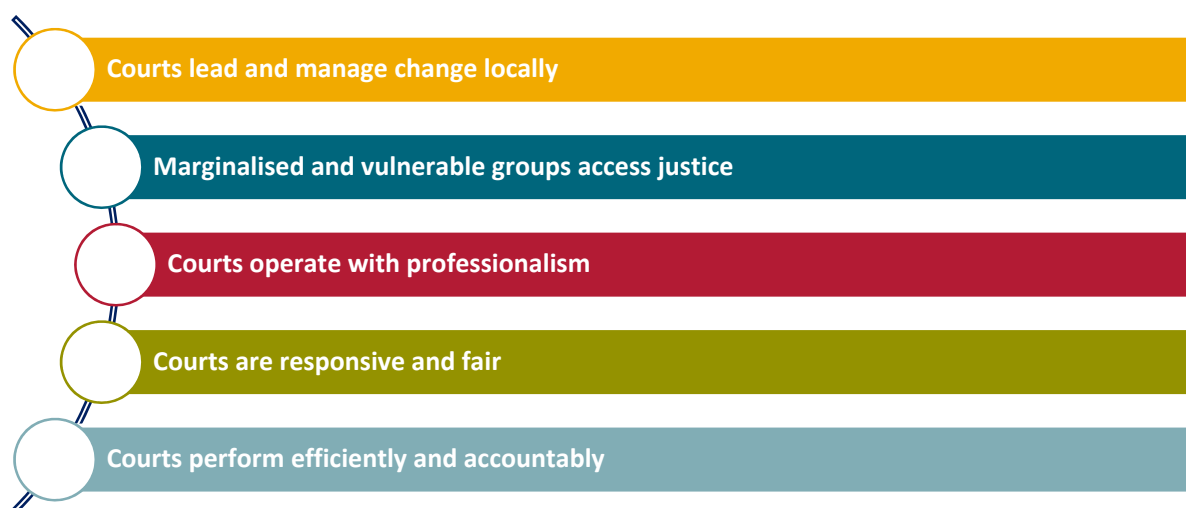 Courts lead and manage change locally
Marginalised and vulnerable groups access justice
Courts operate with professionalism
Courts are responsive and fair
Courts perform efficiently and accountably